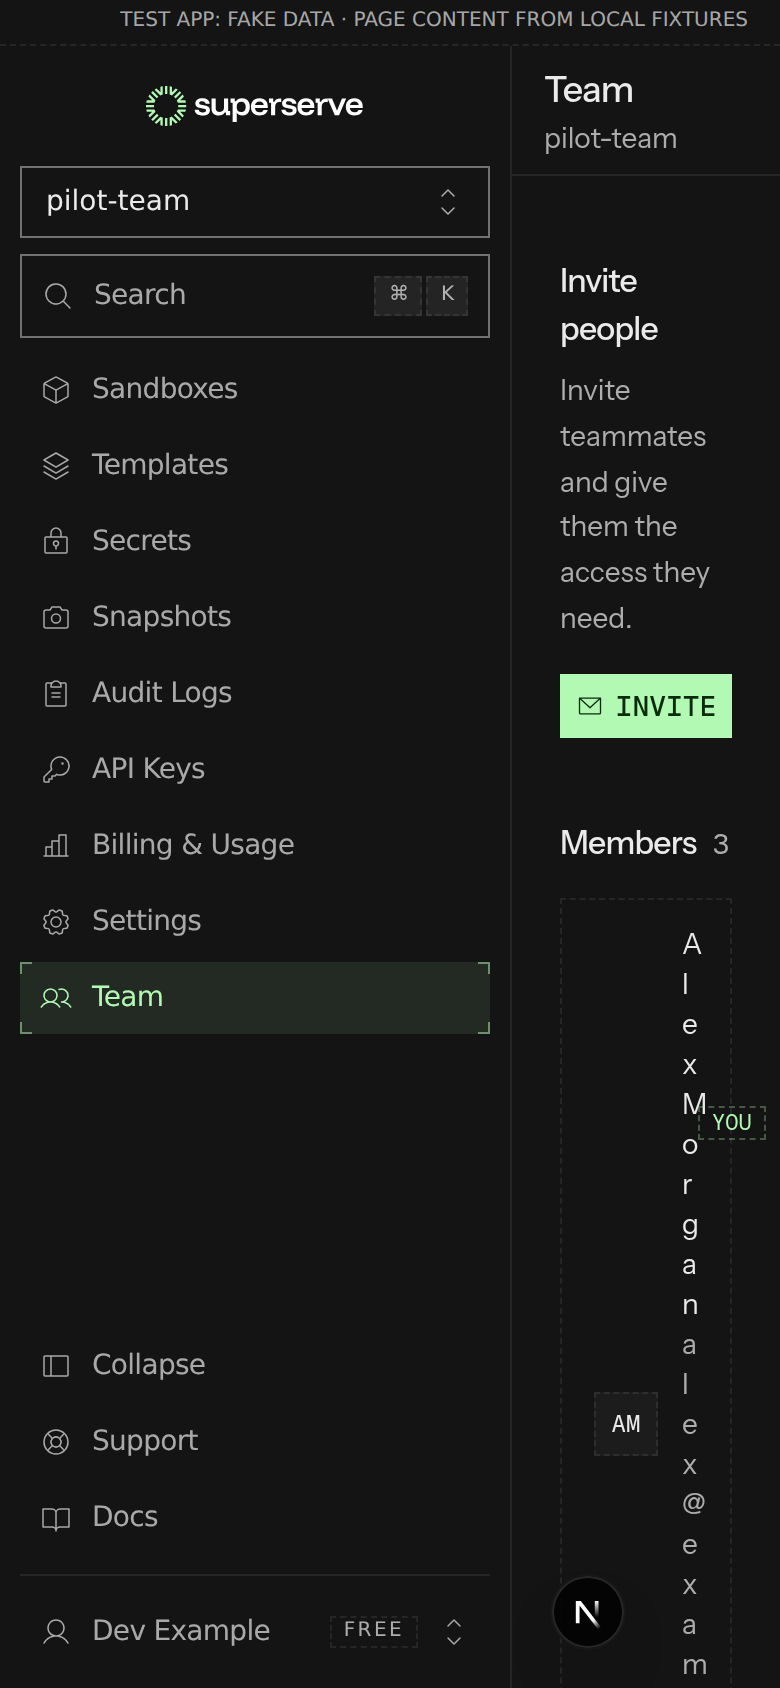 TEST APP: FAKE DATA · PAGE CONTENT FROM LOCAL FIXTURES
superserve
pilot-team
Search ⌘ K
Sandboxes
Templates
Secrets
Snapshots
Audit Logs
API Keys
Billing & Usage
Settings
Team
Collapse
Support
Docs
Dev Example FREE
Team
pilot-team
Invite
people
Invite
teammates
and give
them the
access they
need.
INVITE
Members 3
AM
A
l
e
x
M
o
r
g
a
n
YOU
a
l
e
x
@
e
x
a
m
N